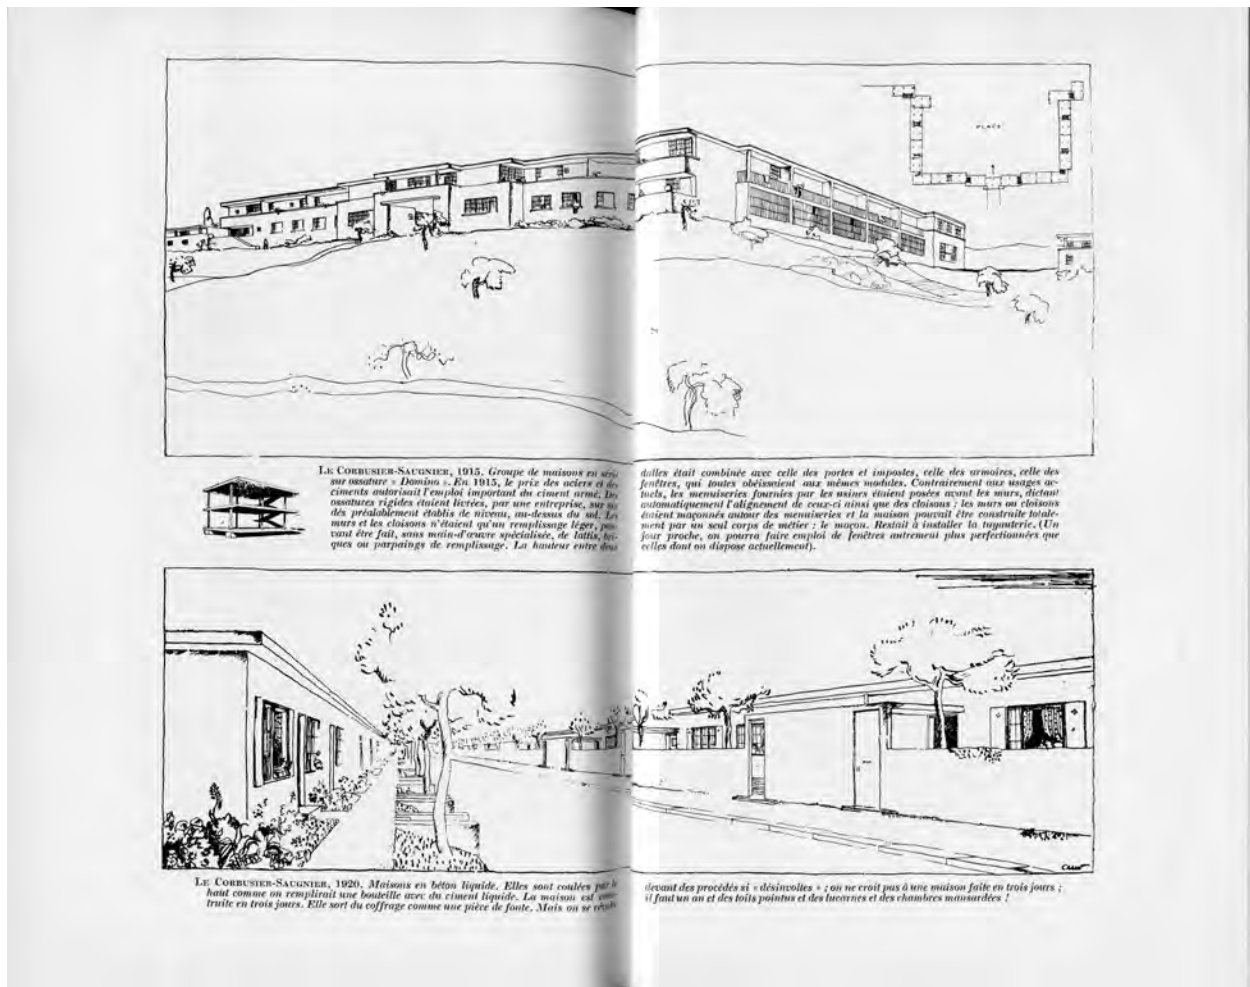 PLACE
LE CORBUSIER-SAUGNIER, 1915. Groupe de maisons en série
sur ossature « Domino ». En 1915, le prix des aciers et des
ciments autorisait l'emploi important du ciment armé. Des
ossatures rigides étaient livrées, par une entreprise, sur
dés préalablement établis de niveau, au-dessus du sol. Les
murs et les cloisons n'étaient qu'un remplissage léger, pou-
vant être fait, sans main-d'œuvre spécialisée, de lattis, bri-
ques ou parpaings de remplissage. La hauteur entre deux
dalles était combinée avec celle des portes et impostes, celle des armoires, celle des
fenêtres, qui toutes obéissaient aux mêmes modules. Contrairement aux usages ac-
tuels, les menuiseries fournies par les usines étaient posées avant les murs, dictant
automatiquement l'alignement de ceux-ci ainsi que des cloisons ; les murs ou cloisons
étaient maçonnés autour des menuiseries et la maison pouvait être construite totale-
ment par un seul corps de métier : le maçon. Restait à installer la tuyauterie. (Un
jour proche, on pourra faire emploi de fenêtres autrement plus perfectionnées que
celles dont on dispose actuellement).
LE CORBUSIER-SAUGNIER, 1920. Maisons en béton liquide. Elles sont coulées par le
haut comme on remplirait une bouteille avec du ciment liquide. La maison est cons-
truite en trois jours. Elle sort du coffrage comme une pièce de fonte. Mais on se révolte
devant des procédés si « désinvoltes » ; on ne croit pas à une maison faite en trois jours ;
il faut un an et des toits pointus et des lucarnes et des chambres mansardées !